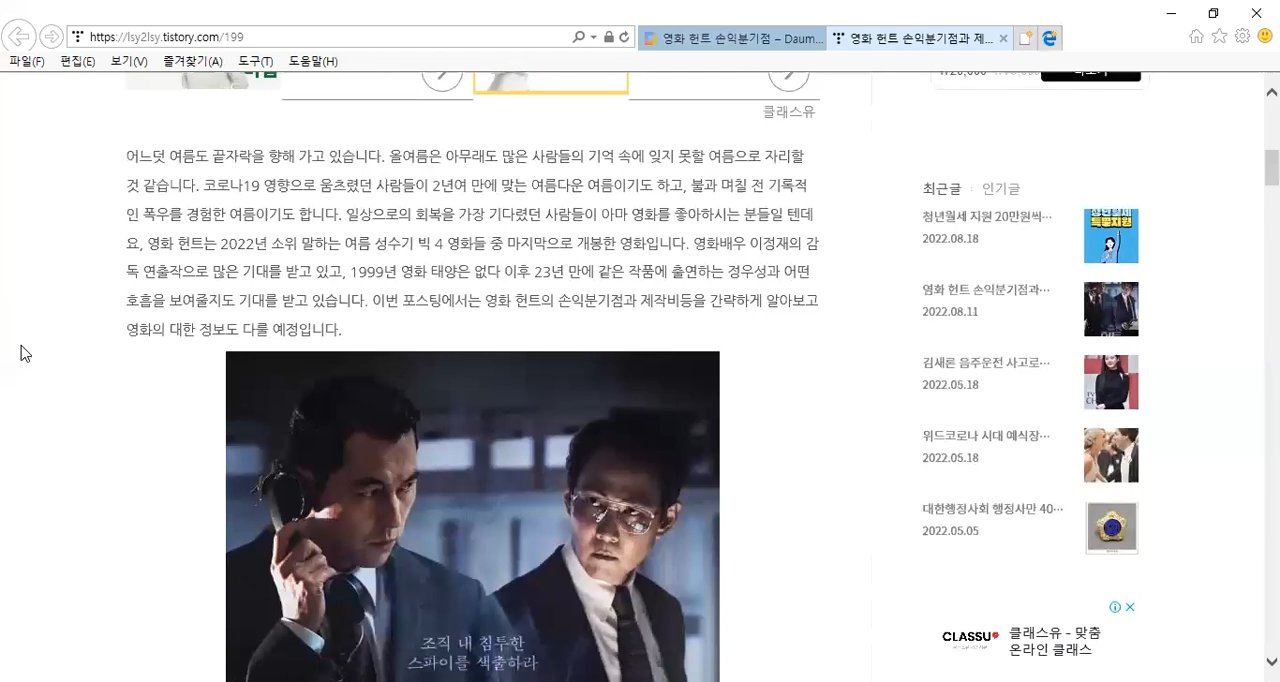 https://lsy2lsy.tistory.com/199
영화 헌트 손익분기점 – Daum...
영화 헌트 손익분기점과 제...
파일(F) 편집(E) 보기(V) 즐겨찾기(A) 도구(T) 도움말(H)
클래스유
어느덧 여름도 끝자락을 향해 가고 있습니다. 올여름은 아무래도 많은 사람들의 기억 속에 잊지 못할 여름으로 자리할
것 같습니다. 코로나19 영향으로 움츠렸던 사람들이 2년여 만에 맞는 여름다운 여름이기도 하고, 불과 며칠 전 기록적
인 폭우를 경험한 여름이기도 합니다. 일상으로의 회복을 가장 기다렸던 사람들이 아마 영화를 좋아하시는 분들일 텐데
요, 영화 헌트는 2022년 소위 말하는 여름 성수기 빅 4 영화들 중 마지막으로 개봉한 영화입니다. 영화배우 이정재의 감
독 연출작으로 많은 기대를 받고 있고, 1999년 영화 태양은 없다 이후 23년 만에 같은 작품에 출연하는 정우성과 어떤
호흡을 보여줄지도 기대를 받고 있습니다. 이번 포스팅에서는 영화 헌트의 손익분기점과 제작비등을 간략하게 알아보고
영화의 대한 정보도 다룰 예정입니다.
조직 내 침투한
스파이를 색출하라
최근글 : 인기글
청년월세 지원 20만원씩…
2022.08.18
영화 헌트 손익분기점과…
2022.08.11
김새론 음주운전 사고로…
2022.05.18
위드코로나 시대 예식장…
2022.05.18
대한행정사회 행정사만 40…
2022.05.05
CLASSU
클래스유 - 맞춤
온라인 클래스